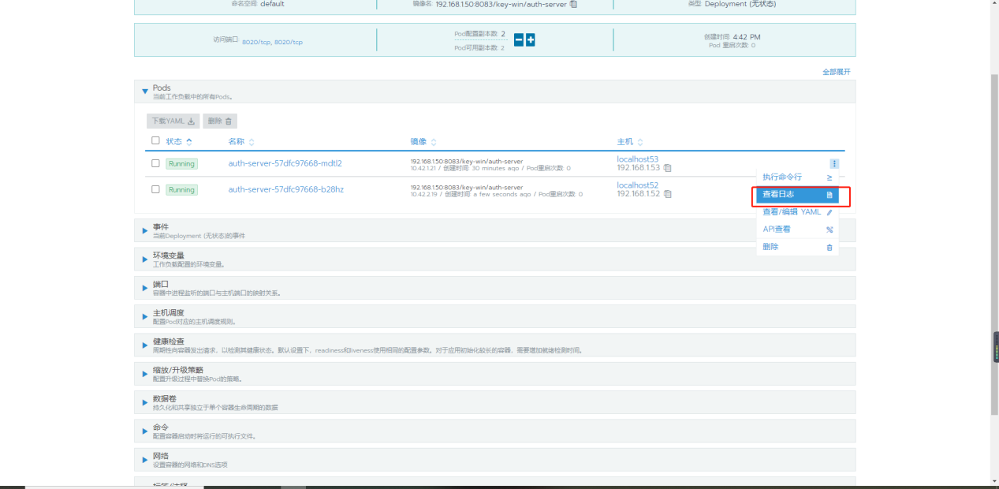 命名空间: default
镜像名: 192.168.1.50:8083/key-win/auth-server
类型: Deployment (无状态)
访问端口: 8020/tcp, 8020/tcp
Pod配置副本数: 2
Pod可用副本数: 2
创建时间: 4:42 PM
Pod 重启次数: 0
全部展开
Pods
当前工作负载中的所有Pods。
下载YAML
删除
状态
名称
镜像
主机
Running
auth-server-57dfc97668-mdtl2
192.168.1.50:8083/key-win/auth-server
10.42.1.21 / 创建时间: 30 minutes ago / Pod重启次数: 0
localhost53
192.168.1.53
Running
auth-server-57dfc97668-b28hz
192.168.1.50:8083/key-win/auth-server
10.42.2.19 / 创建时间: a few seconds ago / Pod重启次数: 0
localhost52
192.168.1.52
执行命令行
查看日志
查看/编辑 YAML
API查看
删除
事件
当前Deployment (无状态)的事件
环境变量
工作负载配置的环境变量。
端口
容器中进程监听的端口与主机端口的映射关系。
主机调度
配置Pod对应的主机调度规则。
健康检查
周期性向容器发出请求，以检测其健康状态。默认设置下，readiness和liveness使用相同的配置参数。对于应用初始化较长的容器，需要增加就绪检测时间。
缩放/升级策略
配置升级过程中替换Pod的策略。
数据卷
持久化和共享独立于单个容器生命周期的数据
命令
配置容器启动时将运行的可执行文件。
网络
设置容器的网络和DNS选项